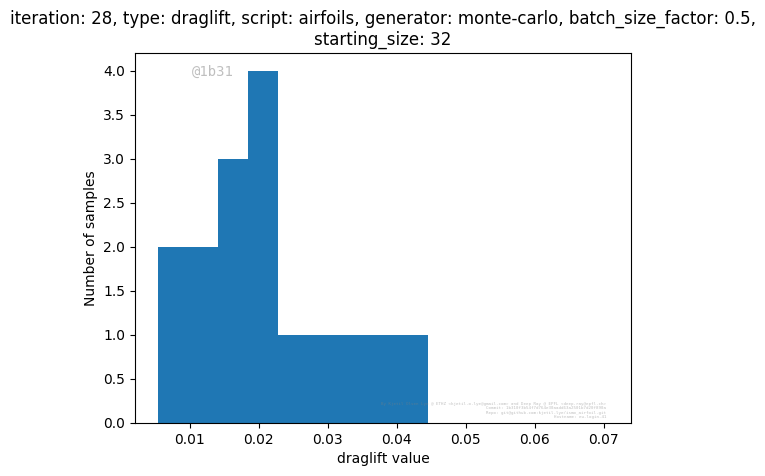 iteration: 28, type: draglift, script: airfoils, generator: monte-carlo, batch_size_factor: 0.5,
starting_size: 32
@1b31
4.0
3.5
3.0
2.5
2.0
1.5
1.0
0.5
0.0
Number of samples
0.01 0.02 0.03 0.04 0.05 0.06 0.07
draglift value